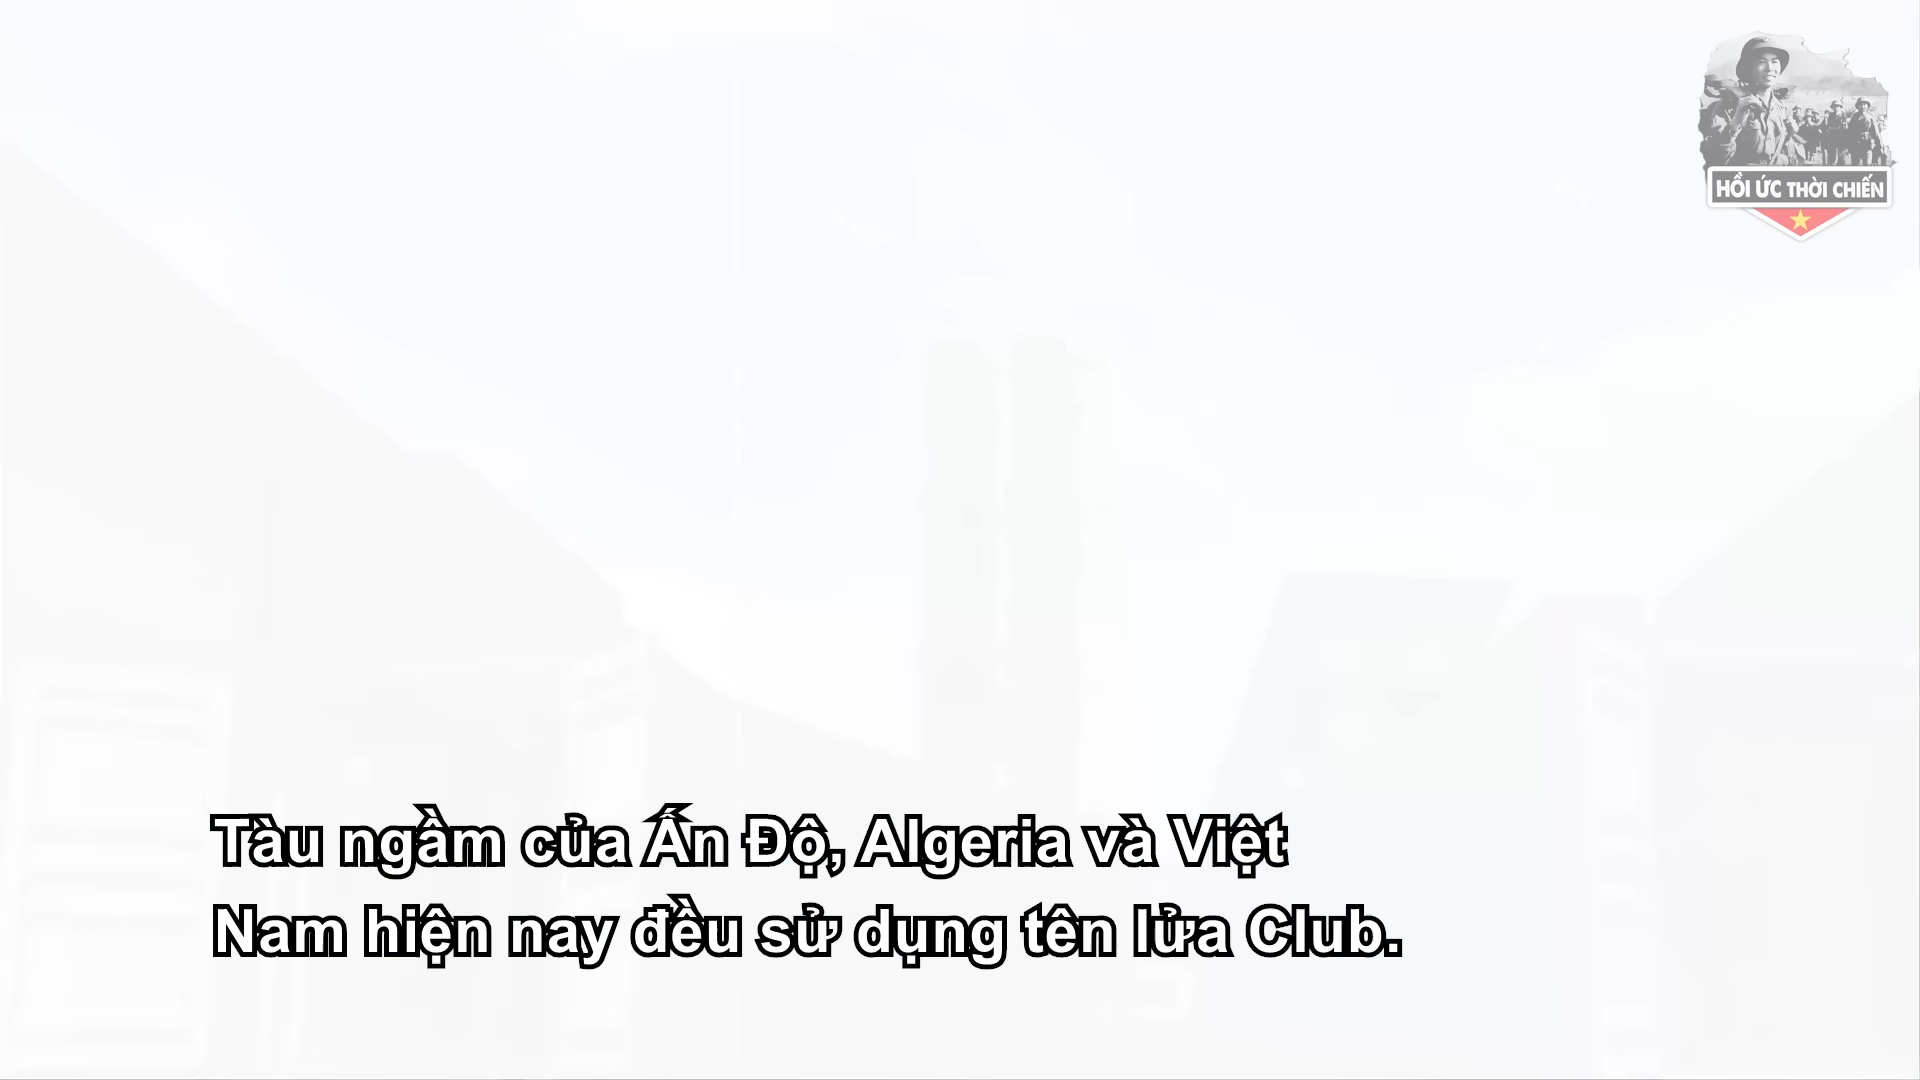 HỒI ỨC THỜI CHIẾN
Tàu ngầm của Ấn Độ, Algeria và Việt
Nam hiện nay đều sử dụng tên lửa Club.